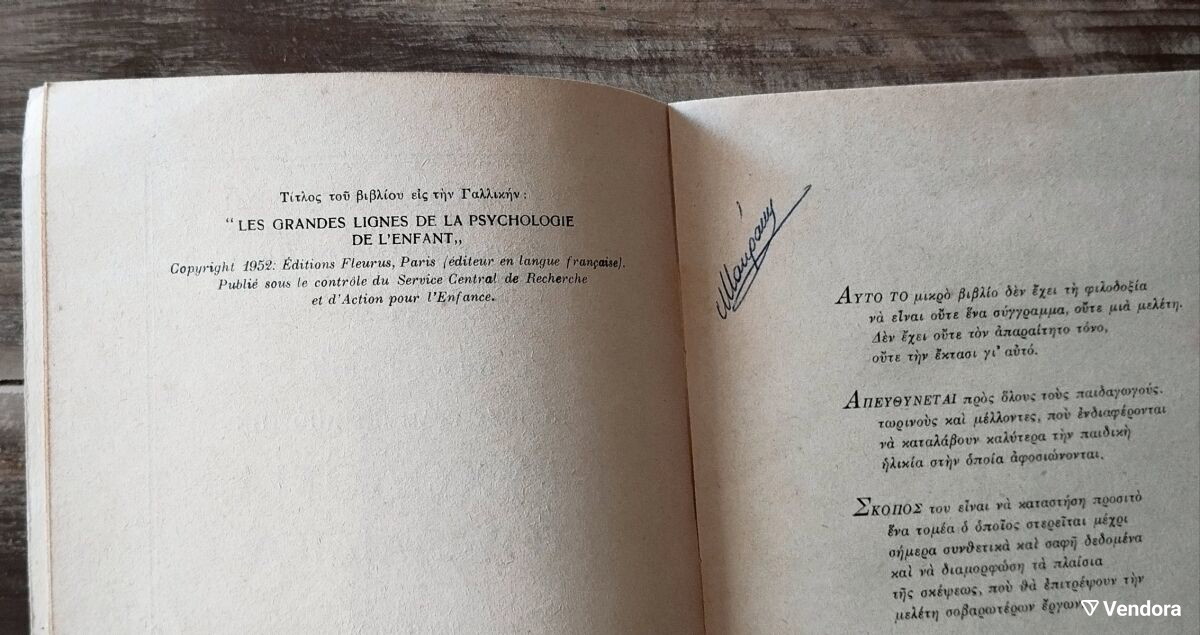 Τίτλος τοῦ βιβλίου εἰς τὴν Γαλλικήν:
“ LES GRANDES LIGNES DE LA PSYCHOLOGIE
DE L'ENFANT„
Copyright 1952: Éditions Fleurus, Paris (éditeur en langue française).
Publié sous le contrôle du Service Central de Recherche
et d'Action pour l'Enfance.
ΑΥΤΟ ΤΟ μικρὸ βιβλίο δὲν ἔχει τὴ φιλοδοξία
νὰ εἶναι οὔτε ἕνα σύγγραμμα, οὔτε μιὰ μελέτη.
Δὲν ἔχει οὔτε τὸν ἀπαραίτητο τόνο,
οὔτε τὴν ἔκτασι γι' αὐτό.
ΑΠΕΥΘΥΝΕΤΑΙ πρὸς ὅλους τοὺς παιδαγωγούς.
τωρινοὺς καὶ μέλλοντες, ποὺ ἐνδιαφέρονται
νὰ καταλάβουν καλύτερα τὴν παιδικὴ
ἡλικία στὴν ὁποία ἀφοσιώνονται.
ΣΚΟΠΟΣ του εἶναι νὰ καταστήση προσιτὸ
ἕνα τομέα ὁ ὁποῖος στερεῖται μέχρι
σήμερα συνθετικὰ καὶ σαφῆ δεδομένα
καὶ νὰ διαμορφώση τὰ πλαίσια
τῆς σκέψεως, ποὺ θὰ ἐπιτρέψουν τὴν
μελέτη σοβαρωτέρων ἔργων
Vendora